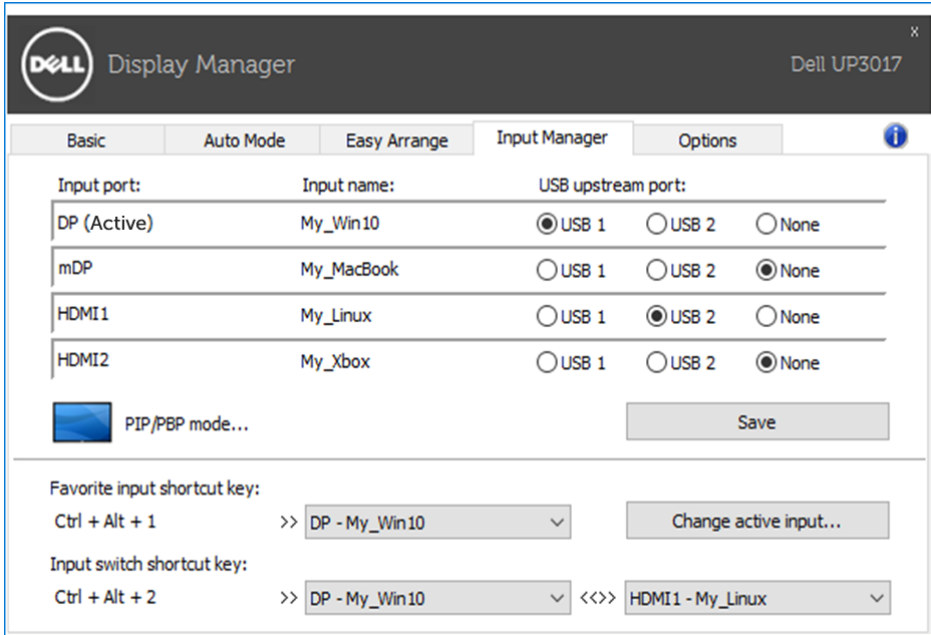 x
DELL Display Manager Dell UP3017
Basic Auto Mode Easy Arrange Input Manager Options i
Input port: Input name: USB upstream port:
DP (Active) My_Win10 USB 1 USB 2 None
mDP My_MacBook USB 1 USB 2 None
HDMI1 My_Linux USB 1 USB 2 None
HDMI2 My_Xbox USB 1 USB 2 None
PIP/PBP mode... Save
Favorite input shortcut key:
Ctrl + Alt + 1 >> DP - My_Win10 Change active input...
Input switch shortcut key:
Ctrl + Alt + 2 >> DP - My_Win10 <<>> HDMI1 - My_Linux